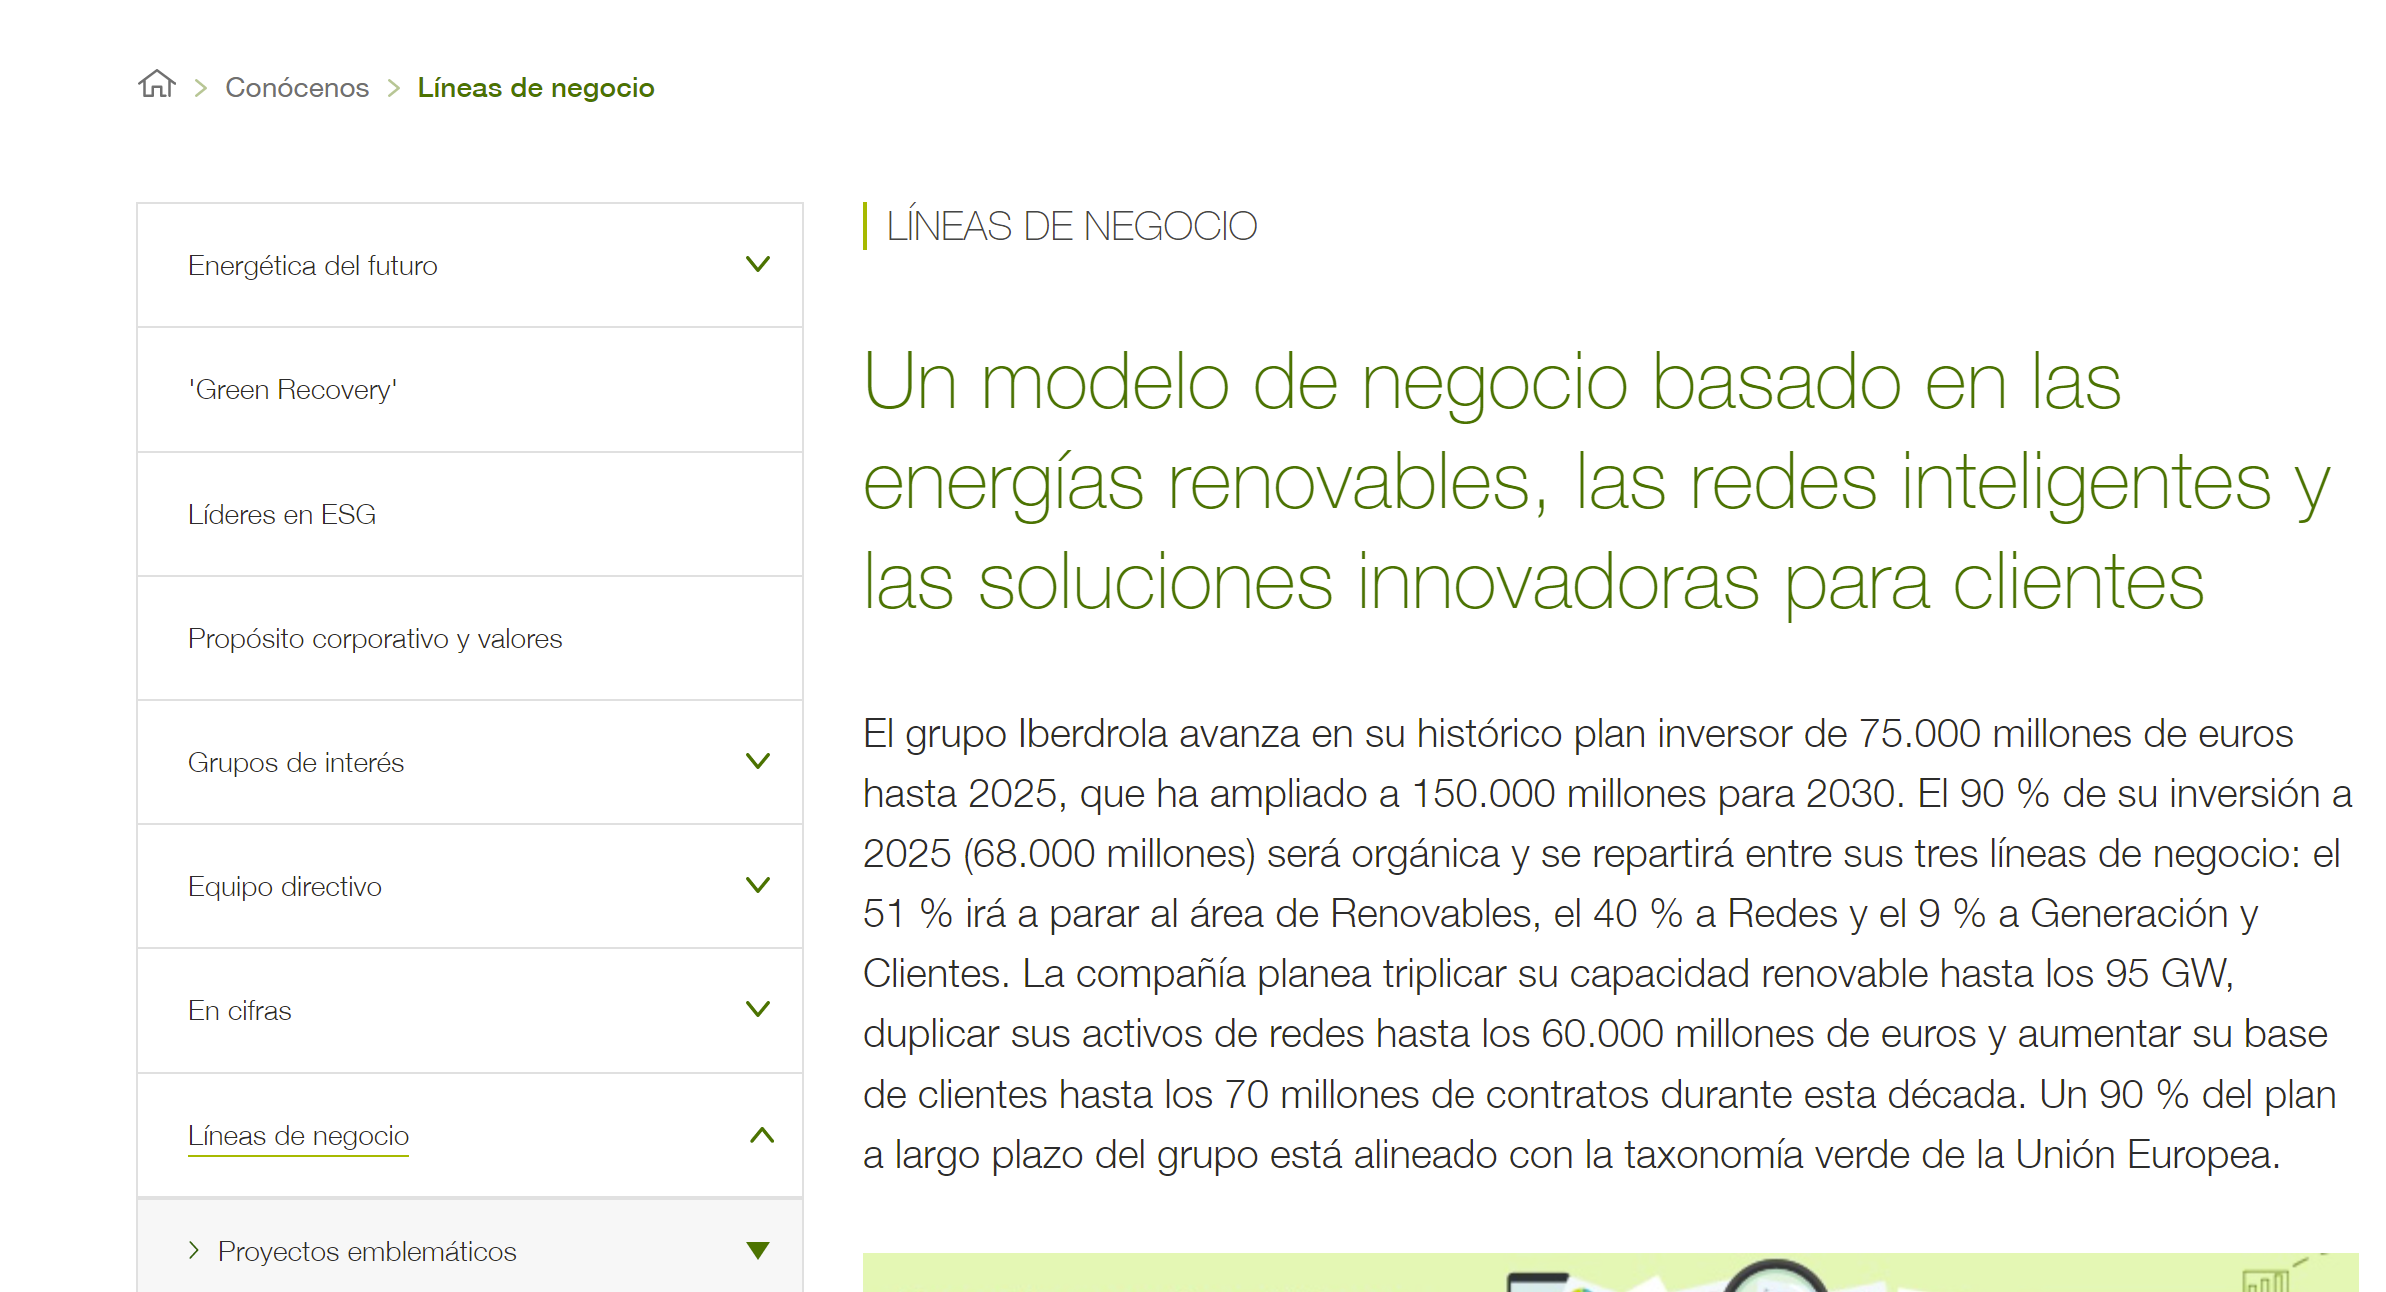 Conócenos > Líneas de negocio
Energética del futuro
'Green Recovery'
Líderes en ESG
Propósito corporativo y valores
Grupos de interés
Equipo directivo
En cifras
Líneas de negocio
Proyectos emblemáticos
LÍNEAS DE NEGOCIO
Un modelo de negocio basado en las
energías renovables, las redes inteligentes y
las soluciones innovadoras para clientes
El grupo Iberdrola avanza en su histórico plan inversor de 75.000 millones de euros
hasta 2025, que ha ampliado a 150.000 millones para 2030. El 90 % de su inversión a
2025 (68.000 millones) será orgánica y se repartirá entre sus tres líneas de negocio: el
51 % irá a parar al área de Renovables, el 40 % a Redes y el 9 % a Generación y
Clientes. La compañía planea triplicar su capacidad renovable hasta los 95 GW,
duplicar sus activos de redes hasta los 60.000 millones de euros y aumentar su base
de clientes hasta los 70 millones de contratos durante esta década. Un 90 % del plan
a largo plazo del grupo está alineado con la taxonomía verde de la Unión Europea.